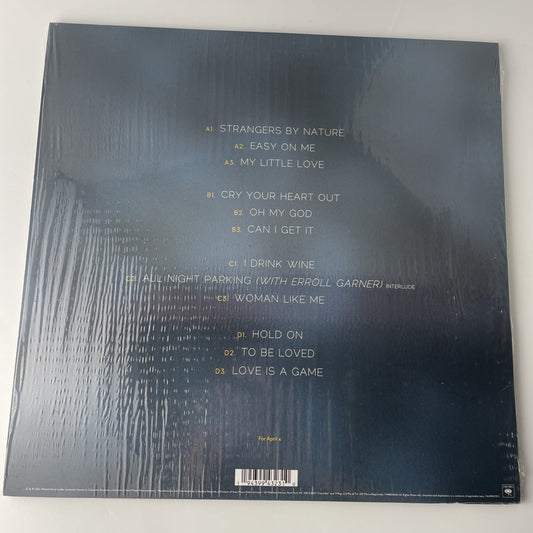 A1. STRANGERS BY NATURE
A2. EASY ON ME
A3. MY LITTLE LOVE
B1. CRY YOUR HEART OUT
B2. OH MY GOD
B3. CAN I GET IT
C1. I DRINK WINE
C2. ALL NIGHT PARKING (WITH ERROLL GARNER) INTERLUDE
C3. WOMAN LIKE ME
D1. HOLD ON
D2. TO BE LOVED
D3. LOVE IS A GAME
For April x